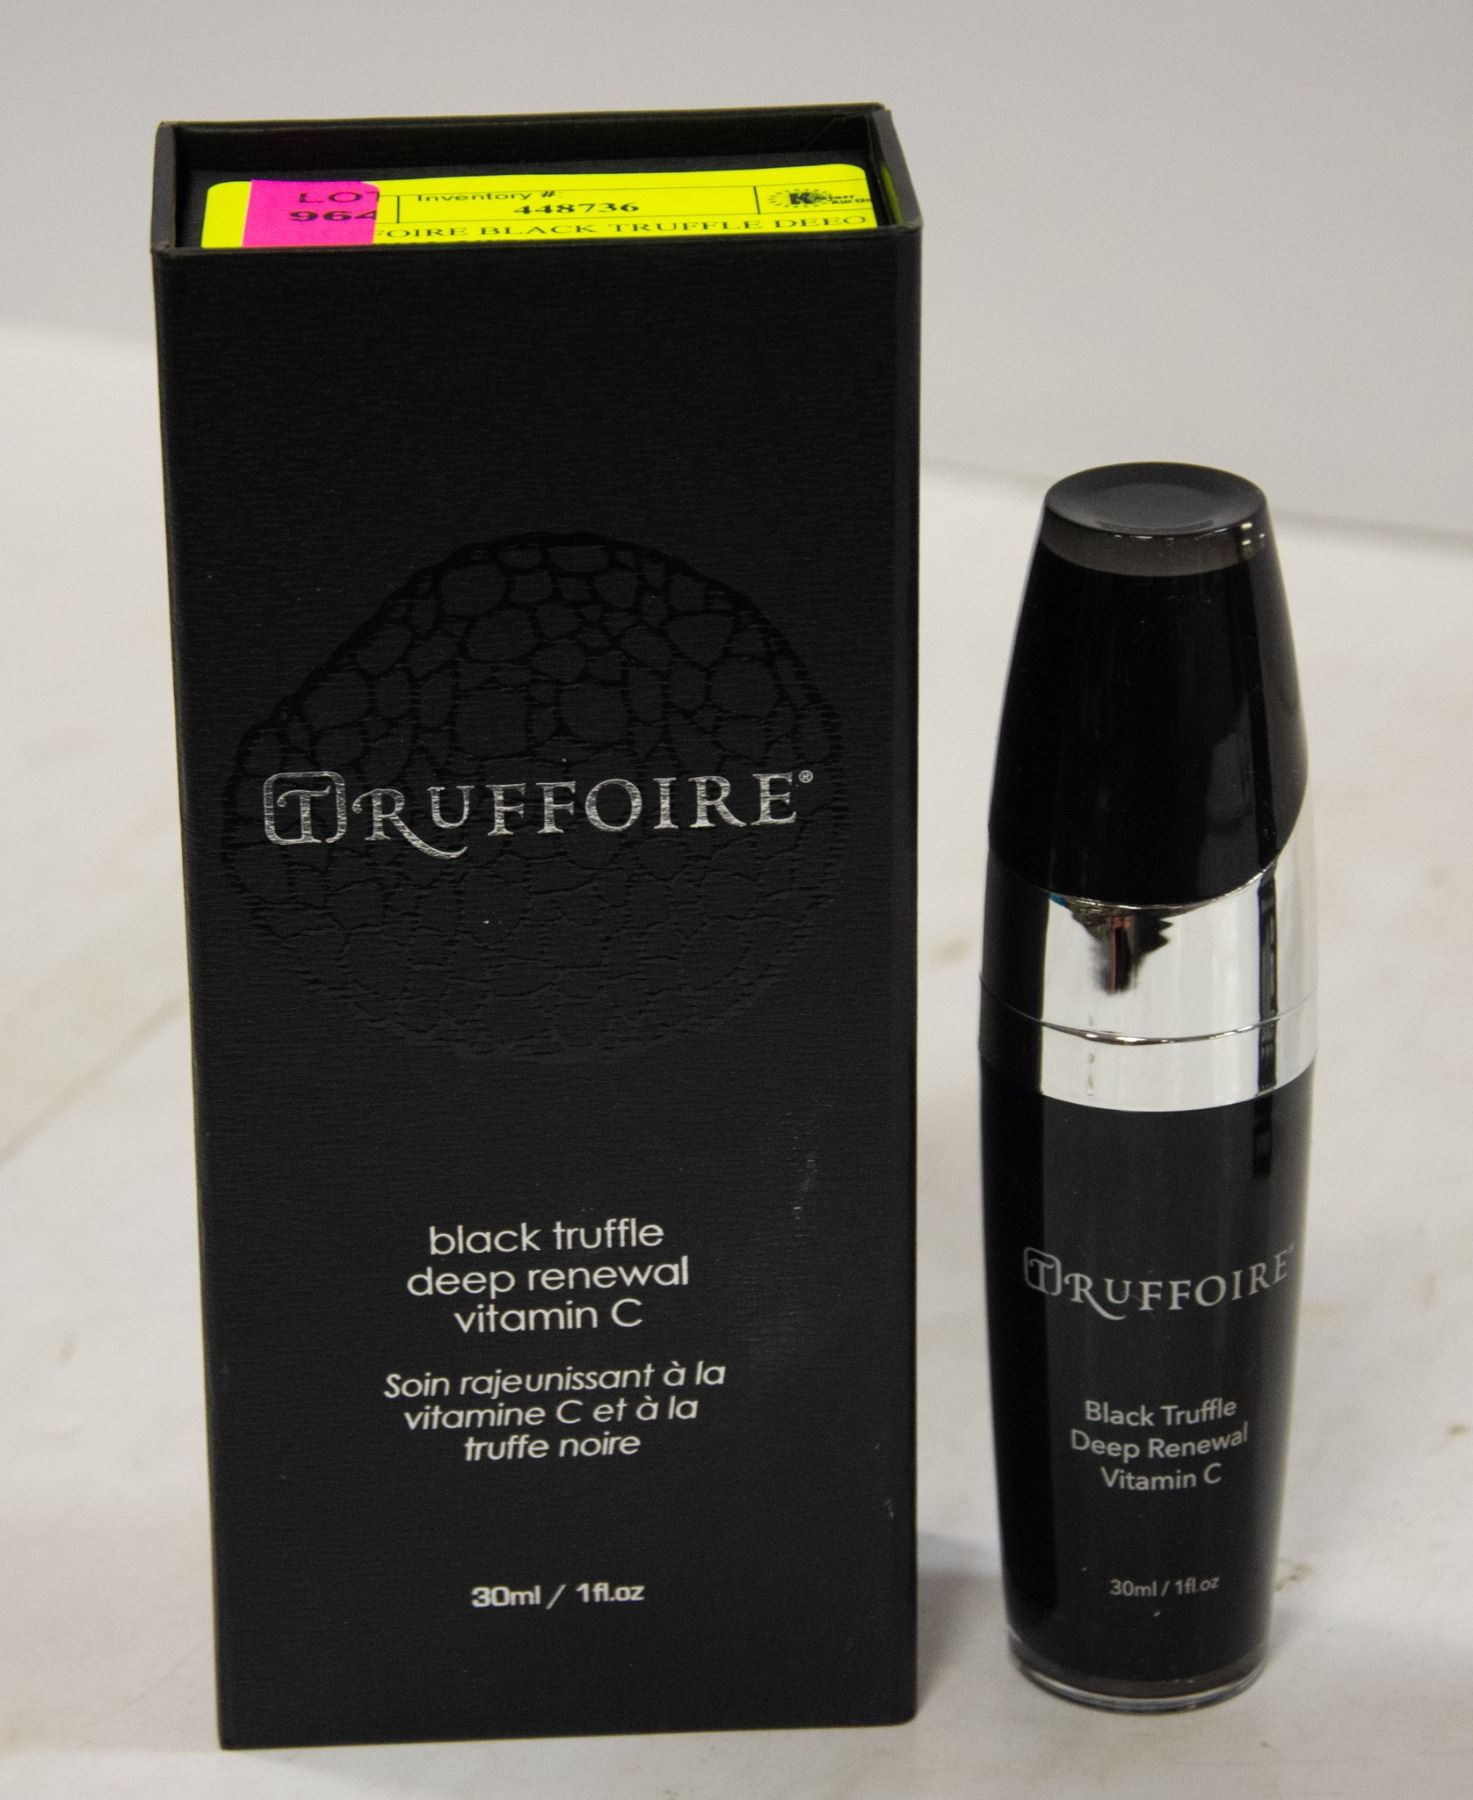 LOT
964
Inventory #:
448736
FOIRE BLACK TRUFFLE DEEO
TRUFFOIRE®
black truffle
deep renewal
vitamin C
Soin rajeunissant à la
vitamine C et à la
truffe noire
30ml / 1fl.oz
TRUFFOIRE
Black Truffle
Deep Renewal
Vitamin C
30ml / 1fl.oz